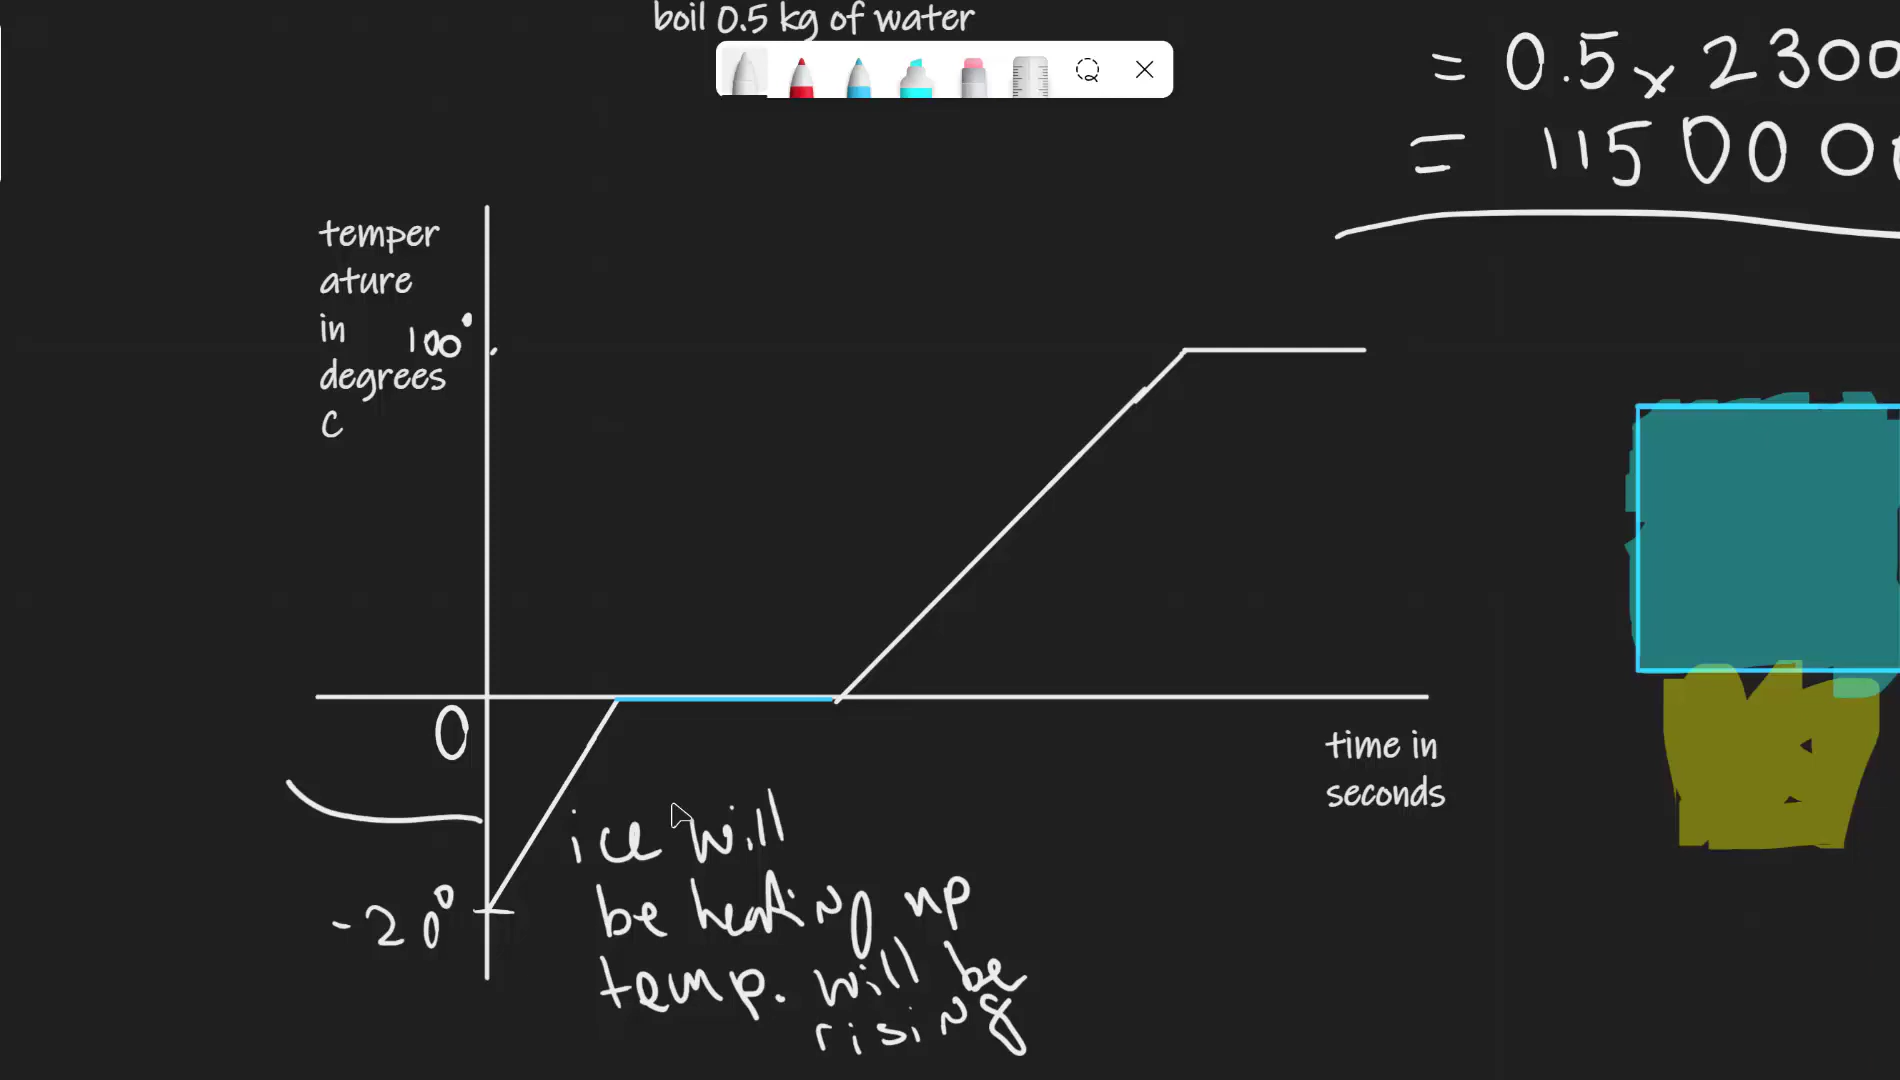 boil 0.5 kg of water
= 0.5 x 2300
= 115000
temper
ature
in
degrees
C
100°
0
-20°
time in
seconds
ice will
be heating up
temp. will be
rising